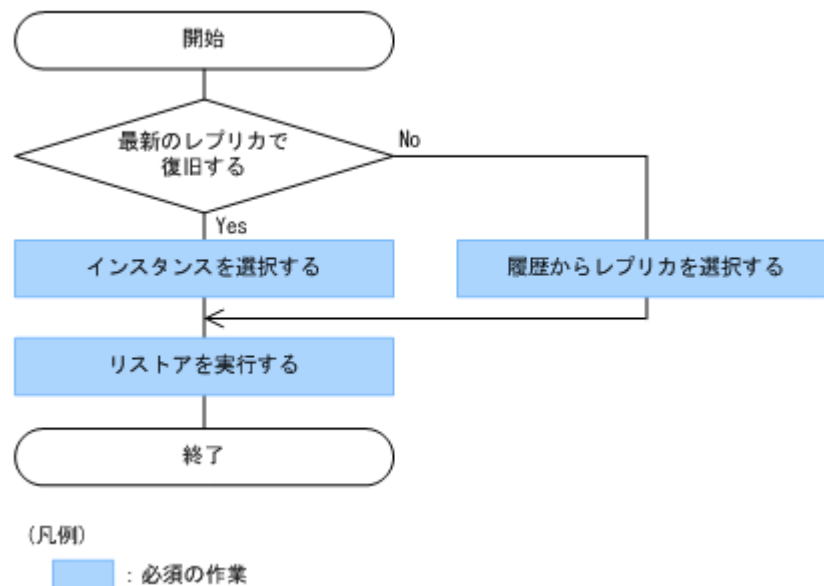 開始
最新のレプリカで
復旧する
No
Yes
インスタンスを選択する
履歴からレプリカを選択する
リストアを実行する
終了
(凡例)
：必須の作業